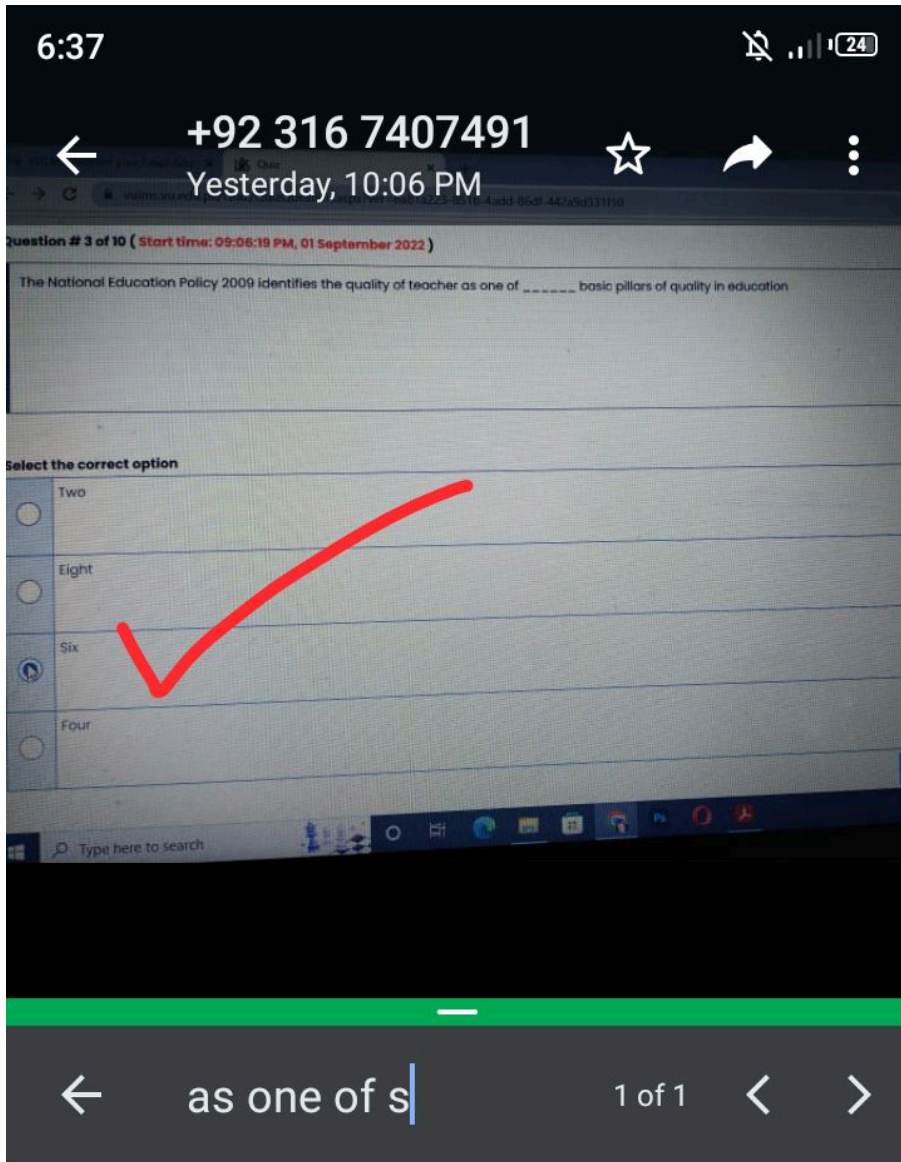 6:37
24
+92 316 7407491
Yesterday, 10:06 PM
Quiz
Question # 3 of 10 ( Start time: 09:06:19 PM, 01 September 2022 )
The National Education Policy 2009 identifies the quality of teacher as one of ______ basic pillars of quality in education
Select the correct option
Two
Eight
Six
Four
Type here to search
Ps
as one of s
1 of 1